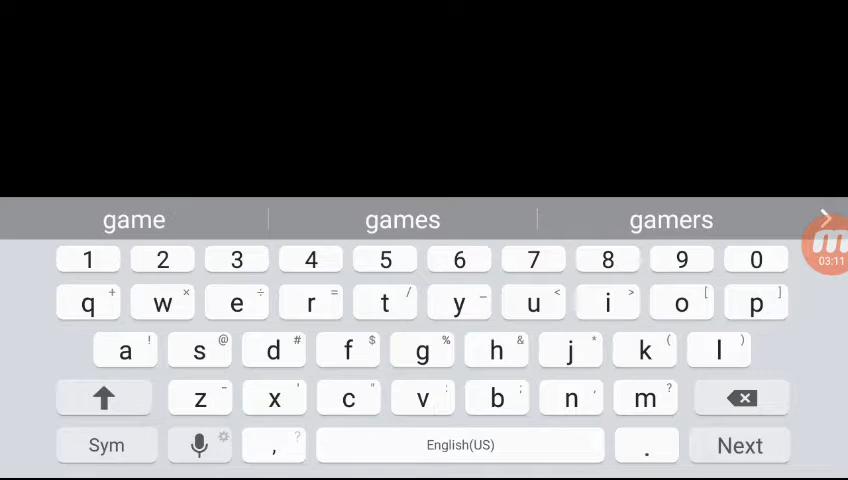 game games gamers
1 2 3 4 5 6 7 8 9 0
q + w × e ÷ r = t / y _ u < i > o [ p ]
a ! s @ d # f $ g % h & j * k ( l )
z - x ' c " v : b ; n , m ?
Sym , ? English(US) . Next
m
03:11